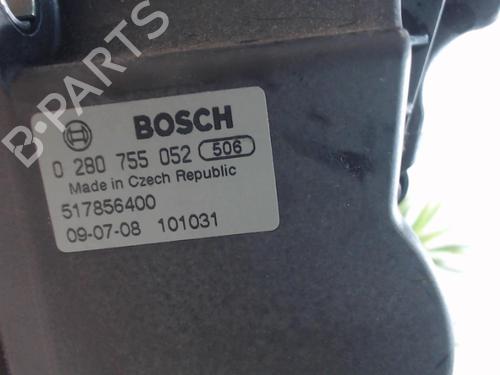 B-PARTS
BOSCH
0 280 755 052 506
Made in Czech Republic
517856400
09-07-08 101031